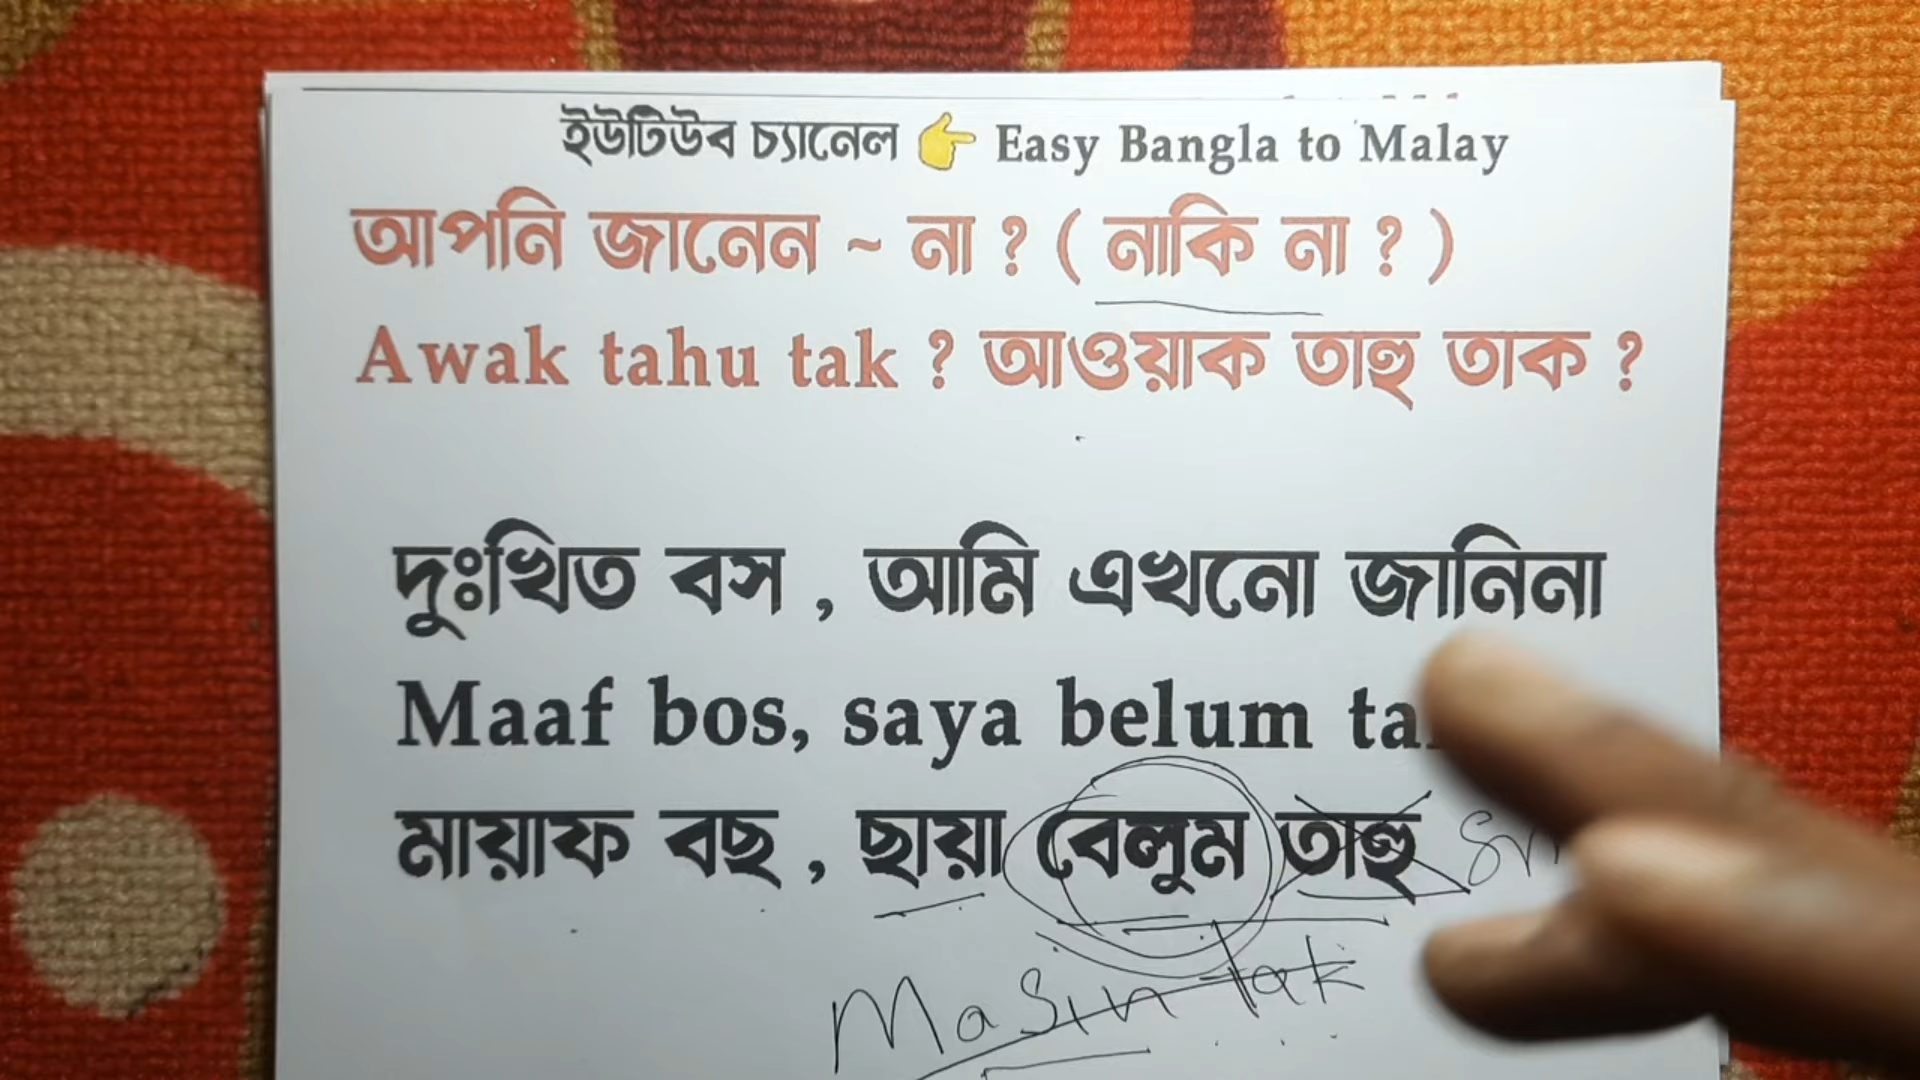 ইউটিউব চ্যানেল 👉 Easy Bangla to Malay
আপনি জানেন ~ না ? ( নাকি না ? )
Awak tahu tak ? আওয়াক তাহু তাক ?
দুঃখিত বস , আমি এখনো জানিনা
Maaf bos, saya belum
মায়াফ বছ , ছায়া বেলুম তাহু
Masin tak